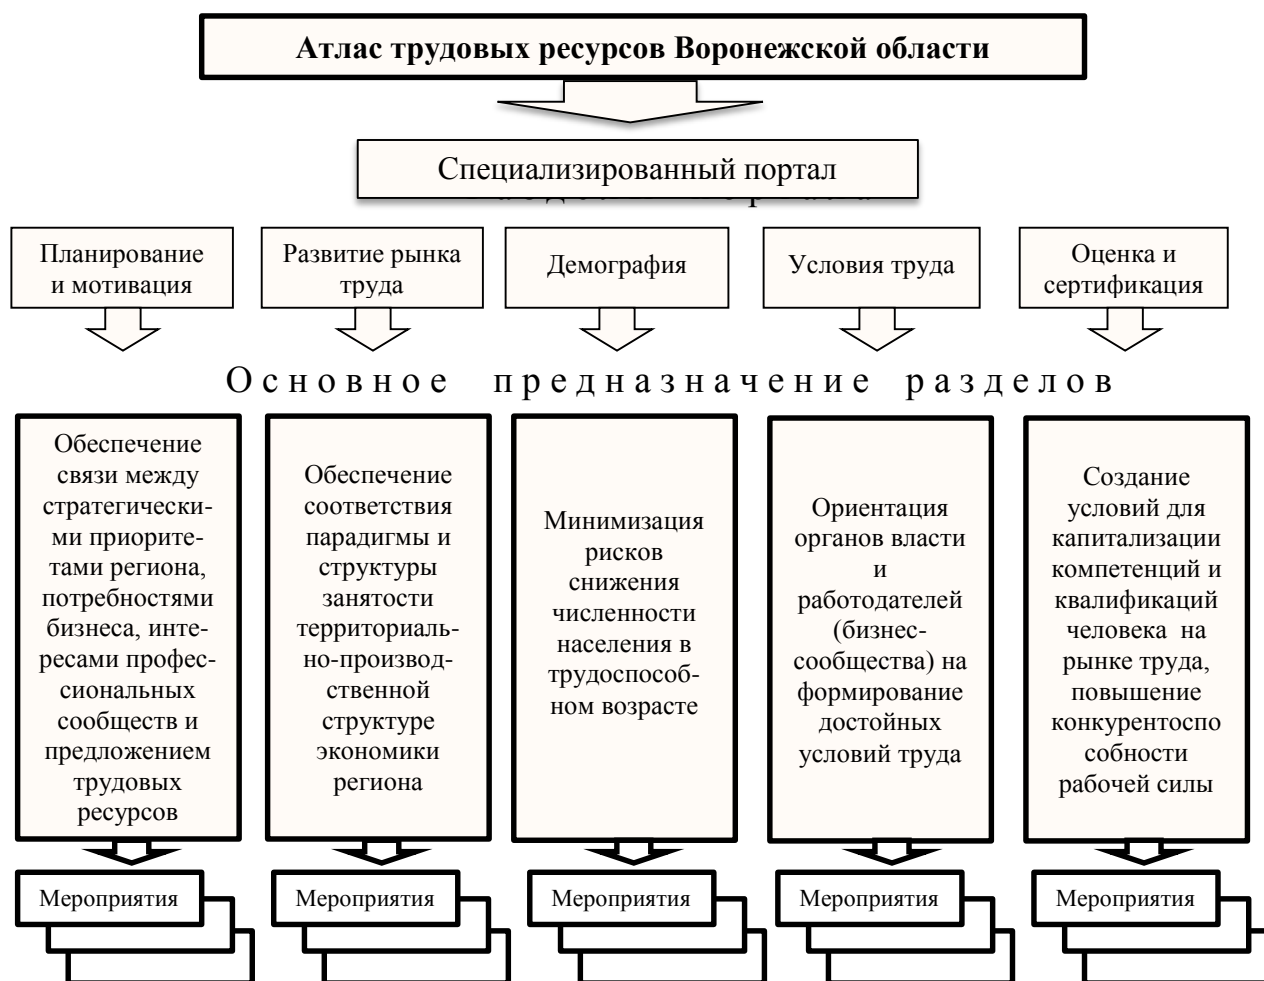 Атлас трудовых ресурсов Воронежской области
Специализированный портал
Планирование
и мотивация
Развитие рынка
труда
Демография
Условия труда
Оценка и
сертификация
Основное предназначение разделов
Обеспечение
связи между
стратегически-
ми приорите-
тами региона,
потребностями
бизнеса, инте-
ресами профес-
сиональных
сообществ и
предложением
трудовых
ресурсов
Обеспечение
соответствия
парадигмы и
структуры
занятости
территориаль-
но-производ-
ственной
структуре
экономики
региона
Минимизация
рисков
снижения
численности
населения в
трудоспособ-
ном возрасте
Ориентация
органов власти
и
работодателей
(бизнес-
сообщества) на
формирование
достойных
условий труда
Создание
условий для
капитализации
компетенций и
квалификаций
человека на
рынке труда,
повышение
конкурентоспо
собности
рабочей силы
Мероприятия
Мероприятия
Мероприятия
Мероприятия
Мероприятия